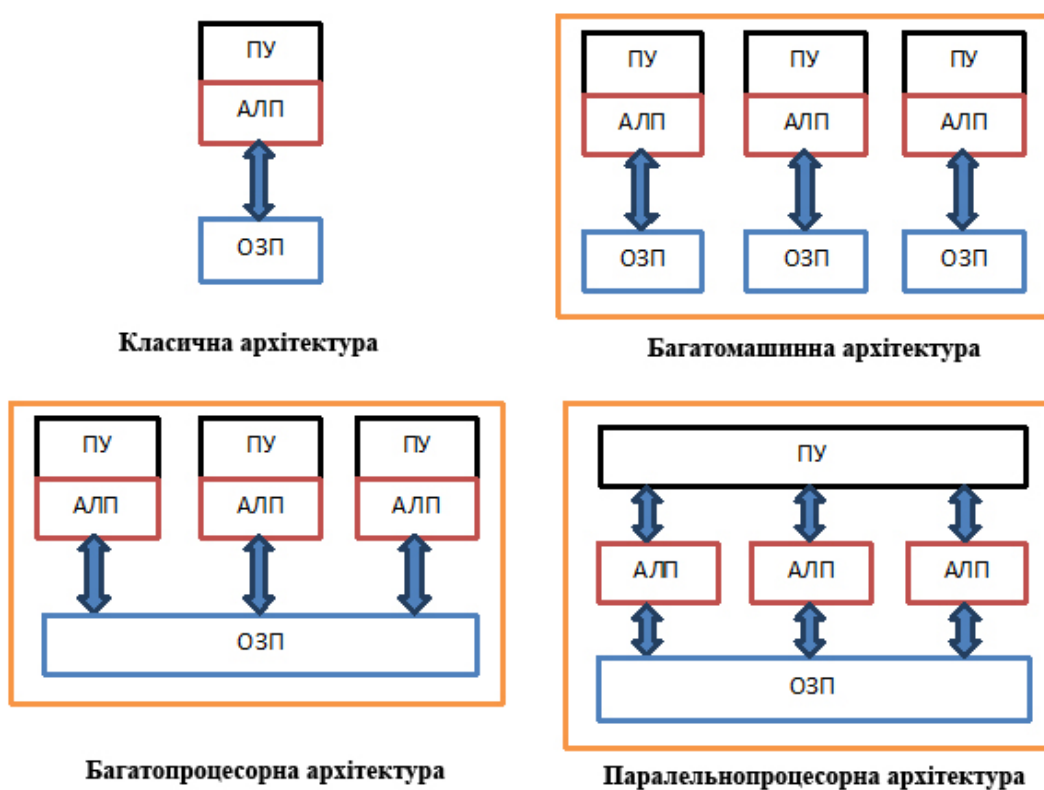 ПУ
АЛП
ОЗП
Класична архітектура
ПУ ПУ ПУ
АЛП АЛП АЛП
ОЗП ОЗП ОЗП
Багатомашинна архітектура
ПУ ПУ ПУ
АЛП АЛП АЛП
ОЗП
Багатопроцесорна архітектура
ПУ
АЛП АЛП АЛП
ОЗП
Паралельнопроцесорна архітектура